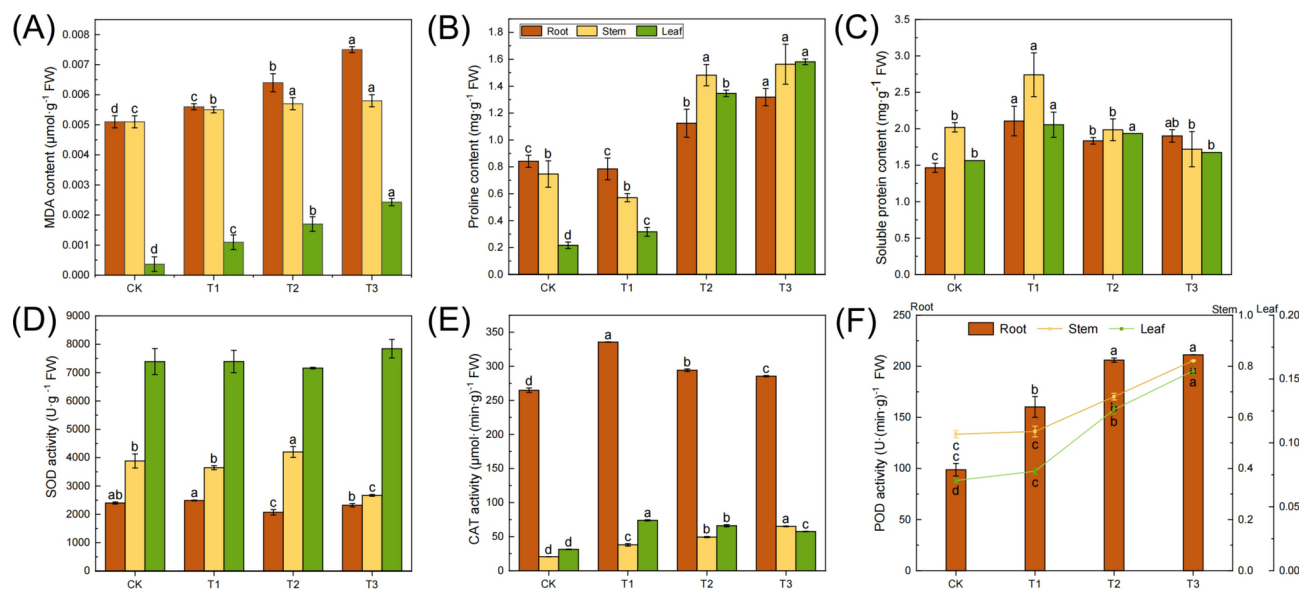 (A)
MDA content (μmol·g⁻¹ FW)
0.008
0.007
0.006
0.005
0.004
0.003
0.002
0.001
0.000
d c d
c b c
b a b
a a a
CK T1 T2 T3
(B)
Proline content (mg·g⁻¹ FW)
Root Stem Leaf
1.8
1.6
1.4
1.2
1.0
0.8
0.6
0.4
0.2
0.0
c b d
c b c
b a b
a a a
CK T1 T2 T3
(C)
Soluble protein content (mg·g⁻¹ FW)
3.5
3.0
2.5
2.0
1.5
1.0
0.5
0.0
c b b
a a a
b b a
ab b b
CK T1 T2 T3
(D)
SOD activity (U·g⁻¹ FW)
9000
8000
7000
6000
5000
4000
3000
2000
1000
0
ab b
a b
c a
b c
CK T1 T2 T3
(E)
CAT activity (μmol·(min·g)⁻¹ FW)
350
300
250
200
150
100
50
0
d d d
a c a
b b b
c a c
CK T1 T2 T3
(F)
POD activity (U·(min·g)⁻¹ FW)
Root
Stem
Leaf
Root Stem Leaf
250
200
150
100
50
0
1.0
0.8
0.6
0.4
0.2
0.0
0.20
0.15
0.10
0.05
0.00
c c d
b c c
a b b
a a a
CK T1 T2 T3